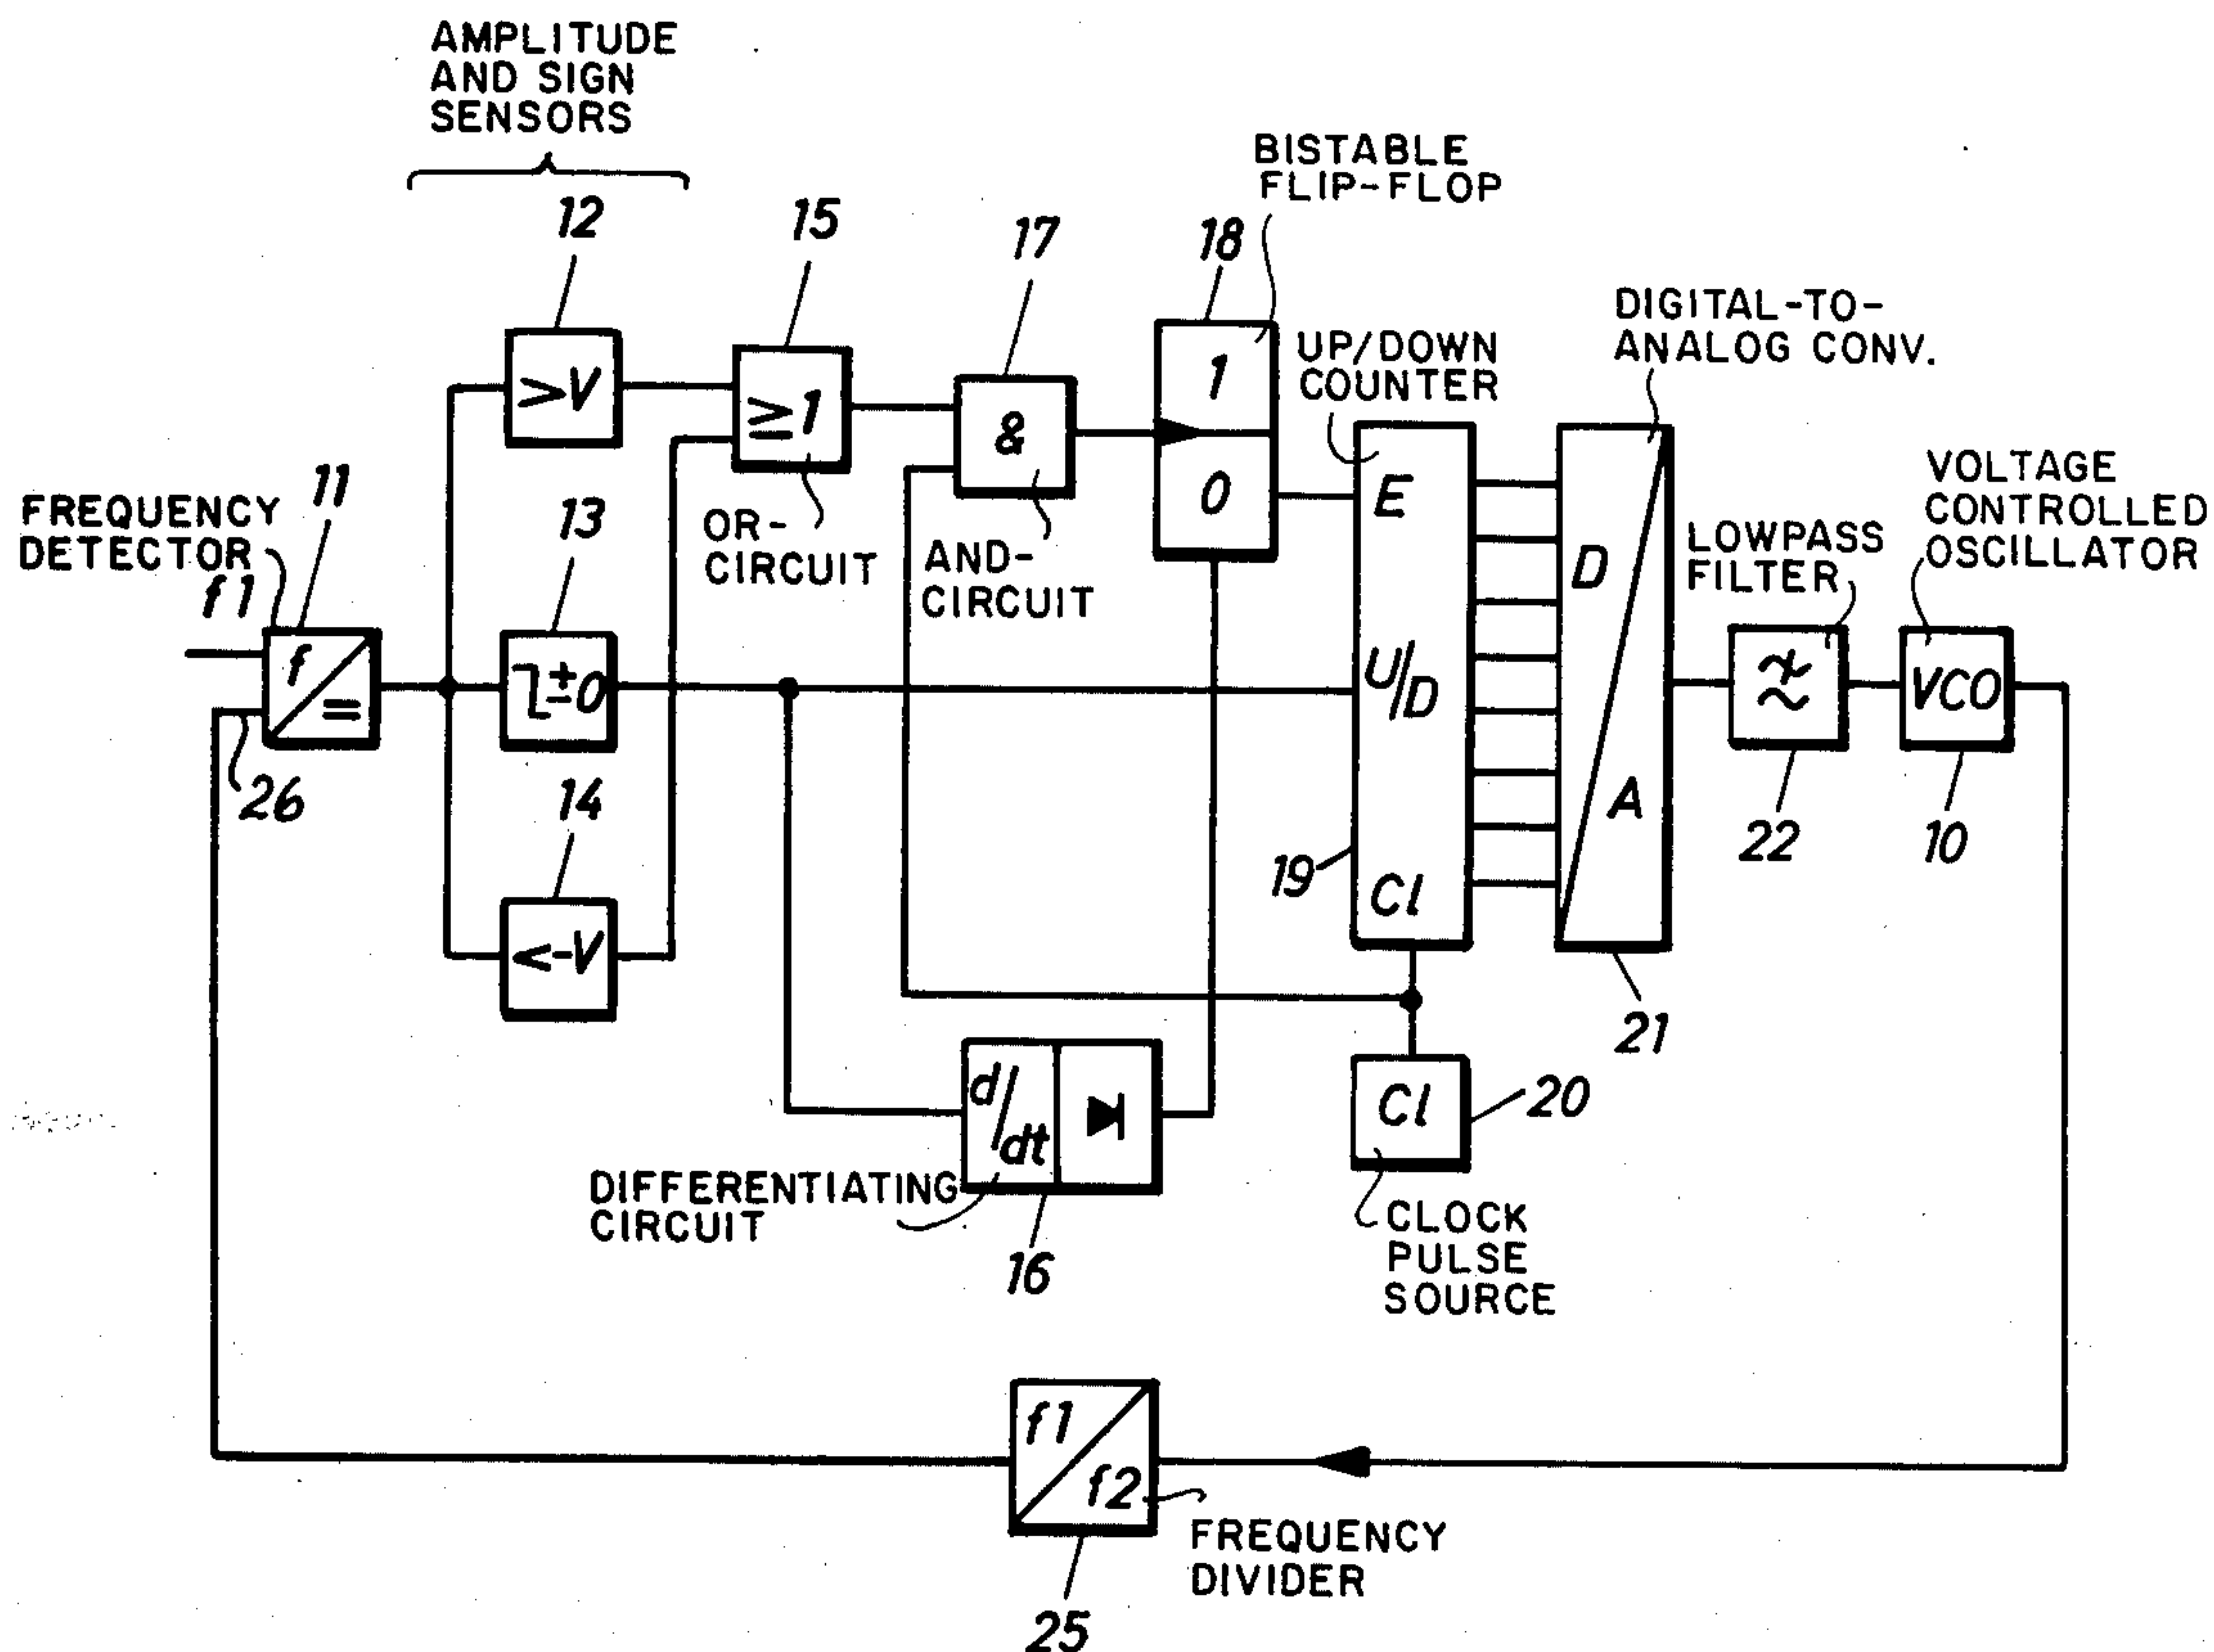 AMPLITUDE
AND SIGN
SENSORS
12
15
17
18
BISTABLE
FLIP-FLOP
>V
≥1
&
1
0
UP/DOWN
COUNTER
DIGITAL-TO-
ANALOG CONV.
FREQUENCY
DETECTOR
11
f1
f
=
26
13
OR-
CIRCUIT
AND-
CIRCUIT
E
U/D
Cl
19
D
A
21
LOWPASS
FILTER
22
VOLTAGE
CONTROLLED
OSCILLATOR
VCO
10
±0
14
<-V
d/dt
DIFFERENTIATING
CIRCUIT
16
Cl
20
CLOCK
PULSE
SOURCE
f1
f2
FREQUENCY
DIVIDER
25